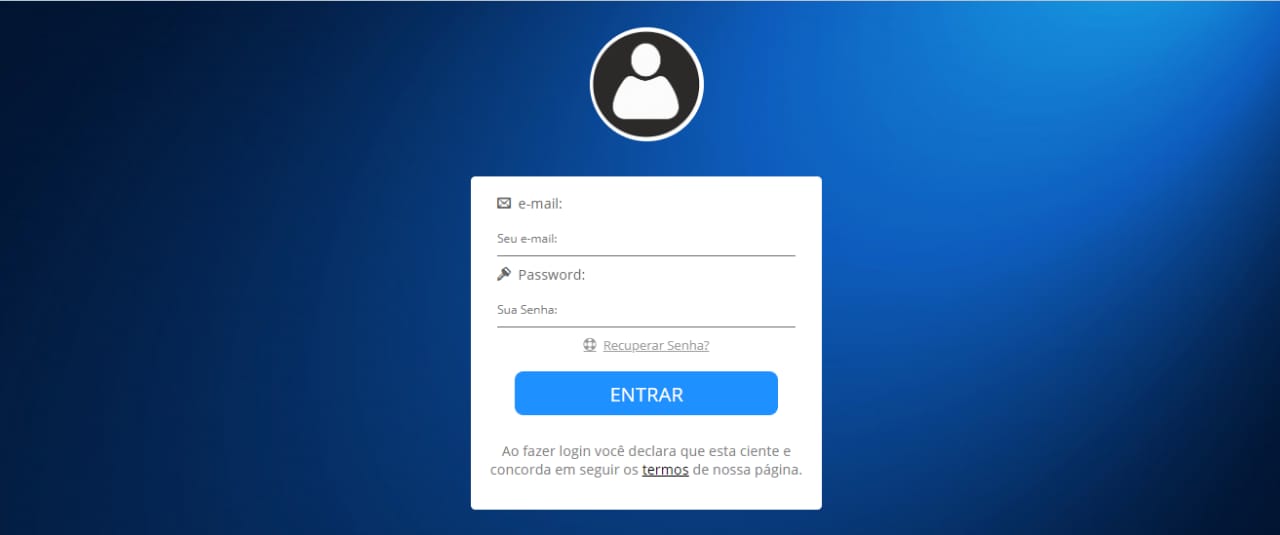 e-mail:
Seu e-mail:
Password:
Sua Senha:
Recuperar Senha?
ENTRAR
Ao fazer login você declara que esta ciente e
concorda em seguir os termos de nossa página.